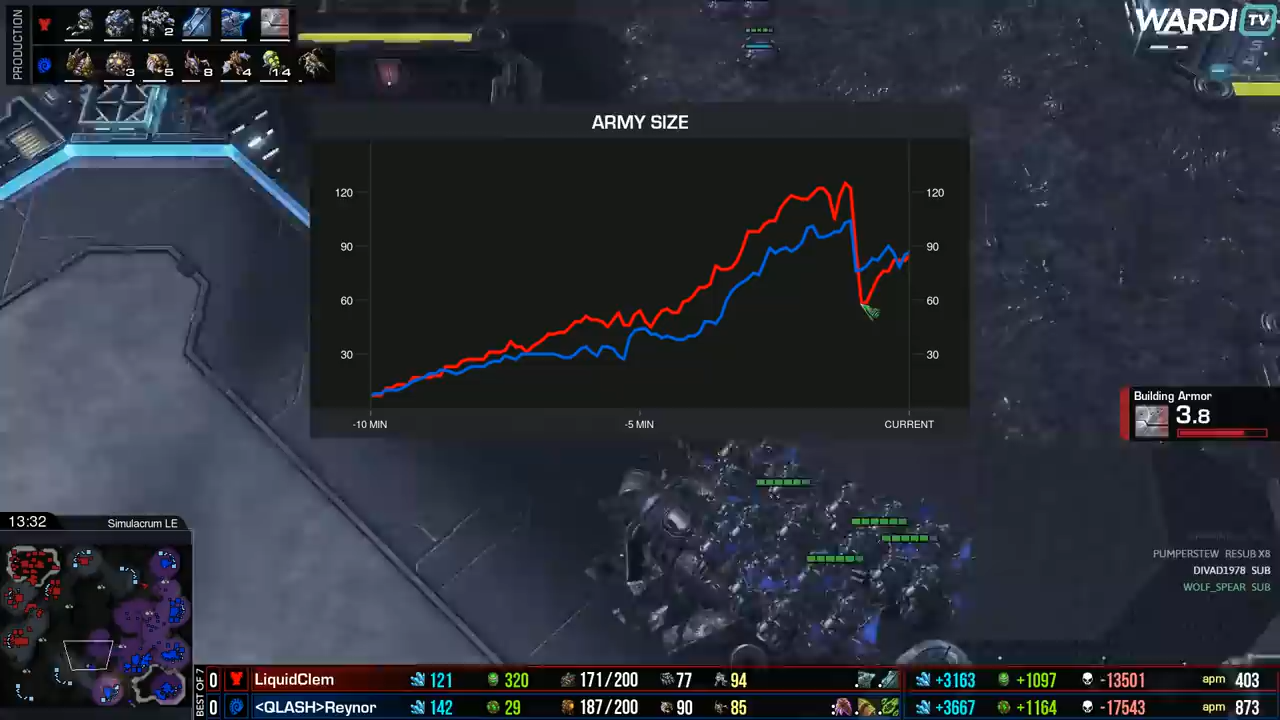 PRODUCTION
2
3 5 8 4 14
WARDI TV
ARMY SIZE
120 120
90 90
60 60
30 30
-10 MIN -5 MIN CURRENT
Building Armor
3.8
13:32 Simulacrum LE
PUMPERSTEW RESUB X8
DIVAD1978 SUB
WOLF_SPEAR SUB
BEST OF 7
0 LiquidClem 121 320 171/200 77 94 +3163 +1097 -13501 apm 403
0 <QLASH>Reynor 142 29 187/200 90 85 +3667 +1164 -17543 apm 873